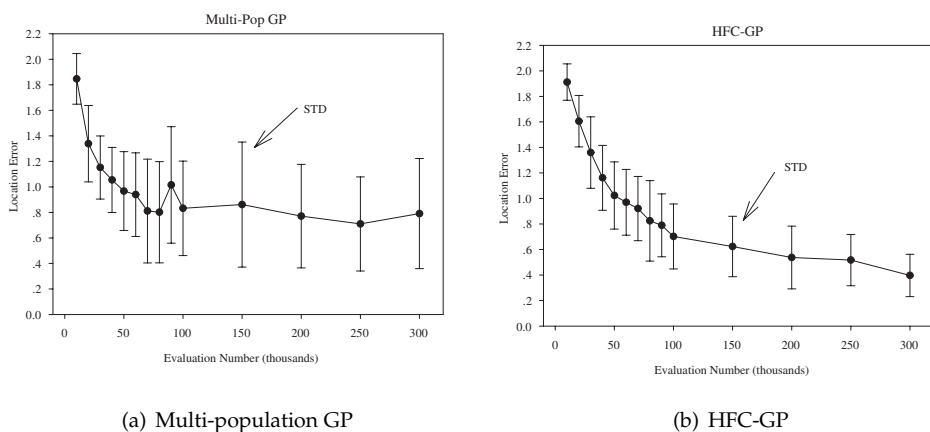 Multi-Pop GP
2.2
2.0
1.8
1.6
1.4
1.2
1.0
.8
.6
.4
.2
0.0
Location Error
STD
0 50 100 150 200 250 300
Evaluation Number (thousands)
(a) Multi-population GP
HFC-GP
2.2
2.0
1.8
1.6
1.4
1.2
1.0
.8
.6
.4
.2
0.0
Location Error
STD
0 50 100 150 200 250 300
Evaluation Number (thousands)
(b) HFC-GP